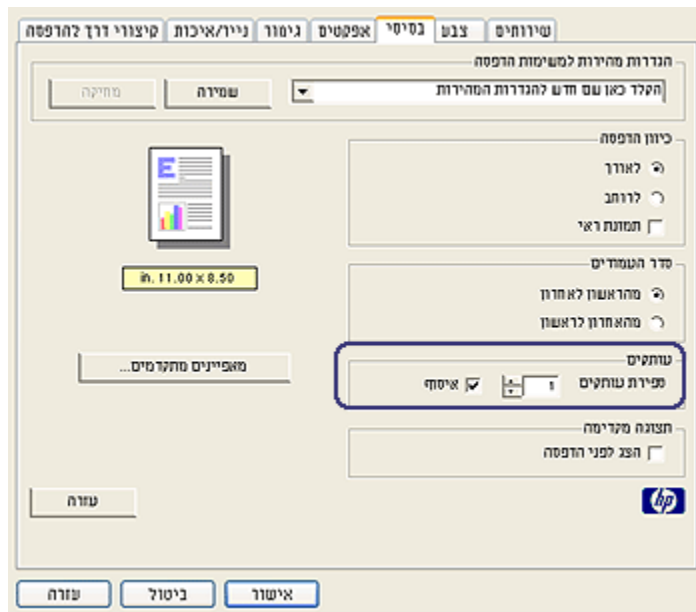 שירותים צבע בסיסי אפקטים גימור נייר/איכות קיצורי דרך להדפסה
הגדרות מהירות למשימות הדפסה
הקלד כאן שם חדש להגדרות המהירות שמירה מחיקה
כיוון הדפסה
לאורך
לרוחב
תמונת ראי
E
in. 11.00 × 8.50
סדר העמודים
מהראשון לאחרון
מהאחרון לראשון
מאפיינים מתקדמים...
עותקים
ספירת עותקים 1 איסוף
תצוגה מקדימה
הצג לפני הדפסה
hp עזרה
אישור ביטול עזרה